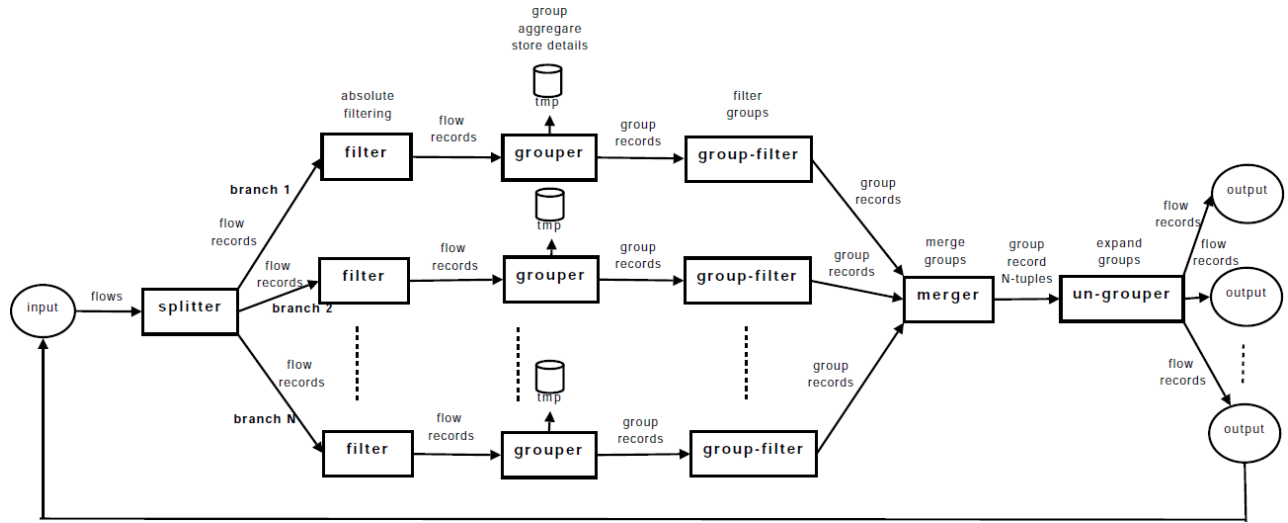 group
aggregare
store details
tmp
absolute
filtering
filter
groups
flow
records
group
records
filter
grouper
group-filter
branch 1
group
records
output
flow
records
flow
records
tmp
flow
records
flow
records
group
records
group
records
merge
groups
group
record
N-tuples
expand
groups
flow
records
filter
grouper
group-filter
input
flows
splitter
branch 2
merger
un-grouper
output
flow
records
group
records
flow
records
tmp
branch N
flow
records
group
records
output
filter
grouper
group-filter